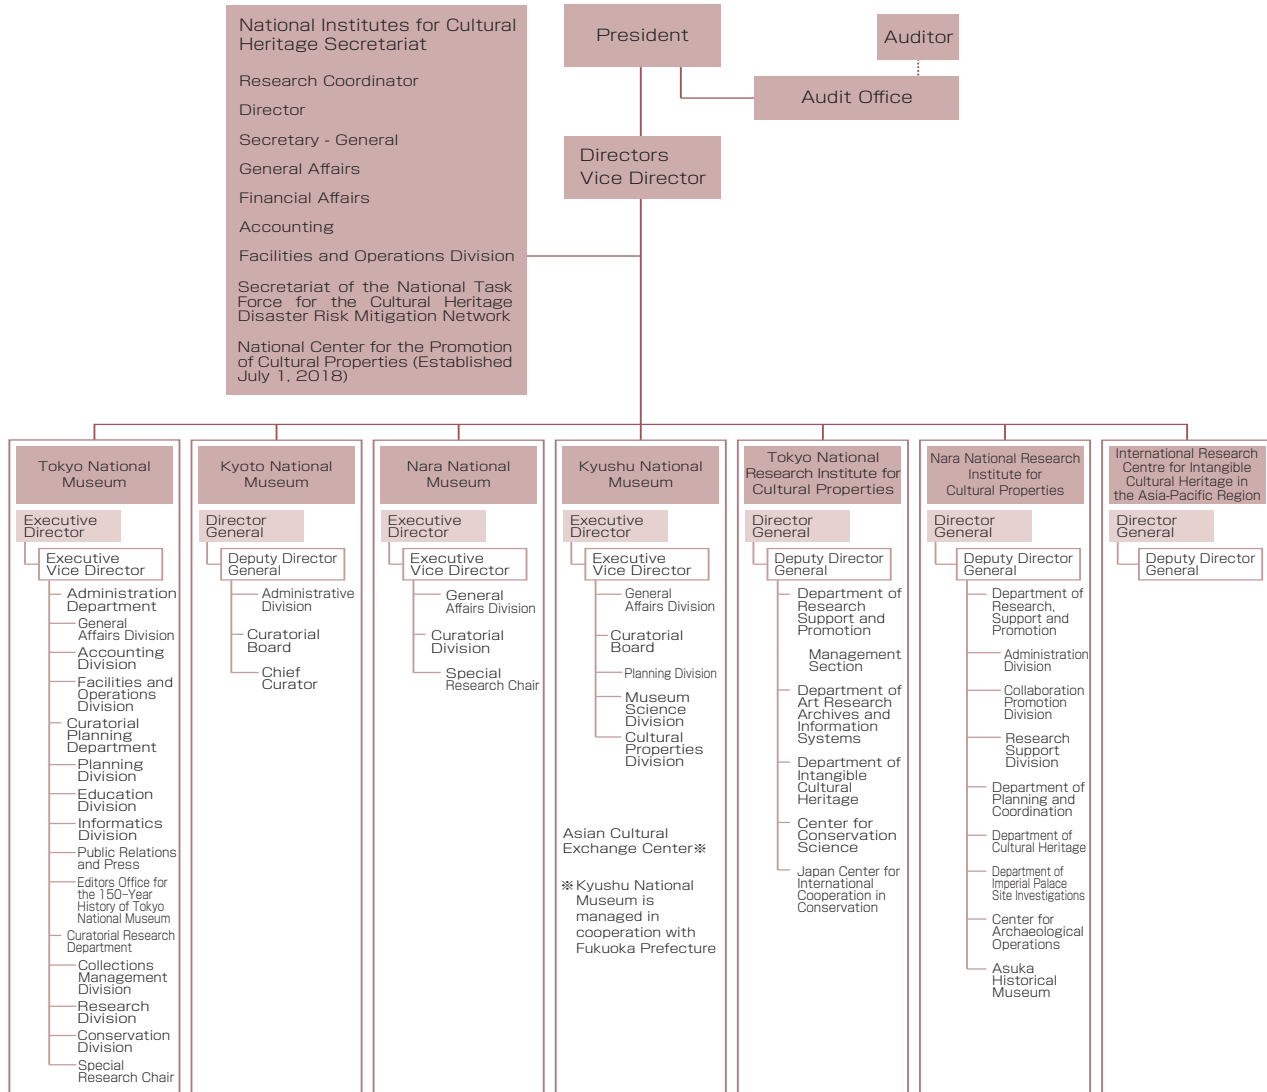 National Institutes for Cultural
Heritage Secretariat
Research Coordinator
Director
Secretary - General
General Affairs
Financial Affairs
Accounting
Facilities and Operations Division
Secretariat of the National Task
Force for the Cultural Heritage
Disaster Risk Mitigation Network
National Center for the Promotion
of Cultural Properties (Established
July 1, 2018)
President
Auditor
Audit Office
Directors
Vice Director
Tokyo National
Museum
Executive
Director
Executive
Vice Director
Administration
Department
General
Affairs Division
Accounting
Division
Facilities and
Operations
Division
Curatorial
Planning
Department
Planning
Division
Education
Division
Informatics
Division
Public Relations
and Press
Editors Office for
the 150-Year
History of Tokyo
National Museum
Curatorial Research
Department
Collections
Management
Division
Research
Division
Conservation
Division
Special
Research Chair
Kyoto National
Museum
Director
General
Deputy Director
General
Administrative
Division
Curatorial
Board
Chief
Curator
Nara National
Museum
Executive
Director
Executive
Vice Director
General
Affairs Division
Curatorial
Division
Special
Research Chair
Kyushu National
Museum
Executive
Director
Executive
Vice Director
General
Affairs Division
Curatorial
Board
Planning Division
Museum
Science
Division
Cultural
Properties
Division
Asian Cultural
Exchange Center※
※Kyushu National
Museum is
managed in
cooperation with
Fukuoka Prefecture
Tokyo National
Research Institute for
Cultural Properties
Director
General
Deputy Director
General
Department of
Research
Support and
Promotion
Management
Section
Department of
Art Research
Archives and
Information
Systems
Department of
Intangible
Cultural
Heritage
Center for
Conservation
Science
Japan Center for
International
Cooperation in
Conservation
Nara National Research
Institute for
Cultural Properties
Director
General
Deputy Director
General
Department of
Research,
Support and
Promotion
Administration
Division
Collaboration
Promotion
Division
Research
Support
Division
Department of
Planning and
Coordination
Department of
Cultural Heritage
Department of
Imperial Palace
Site Investigations
Center for
Archaeological
Operations
Asuka
Historical
Museum
International Research
Centre for Intangible
Cultural Heritage in
the Asia-Pacific Region
Director
General
Deputy Director
General